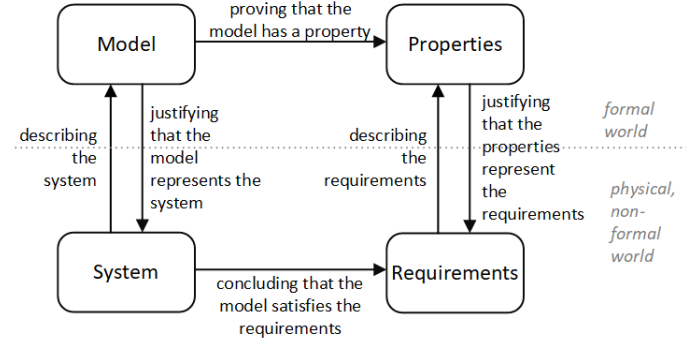 proving that the
model has a property
Model
Properties
describing
the
system
justifying
that the
model
represents the
system
describing
the
requirements
justifying
that the
properties
represent
the
requirements
formal
world
physical,
non-
formal
world
System
Requirements
concluding that the
model satisfies the
requirements